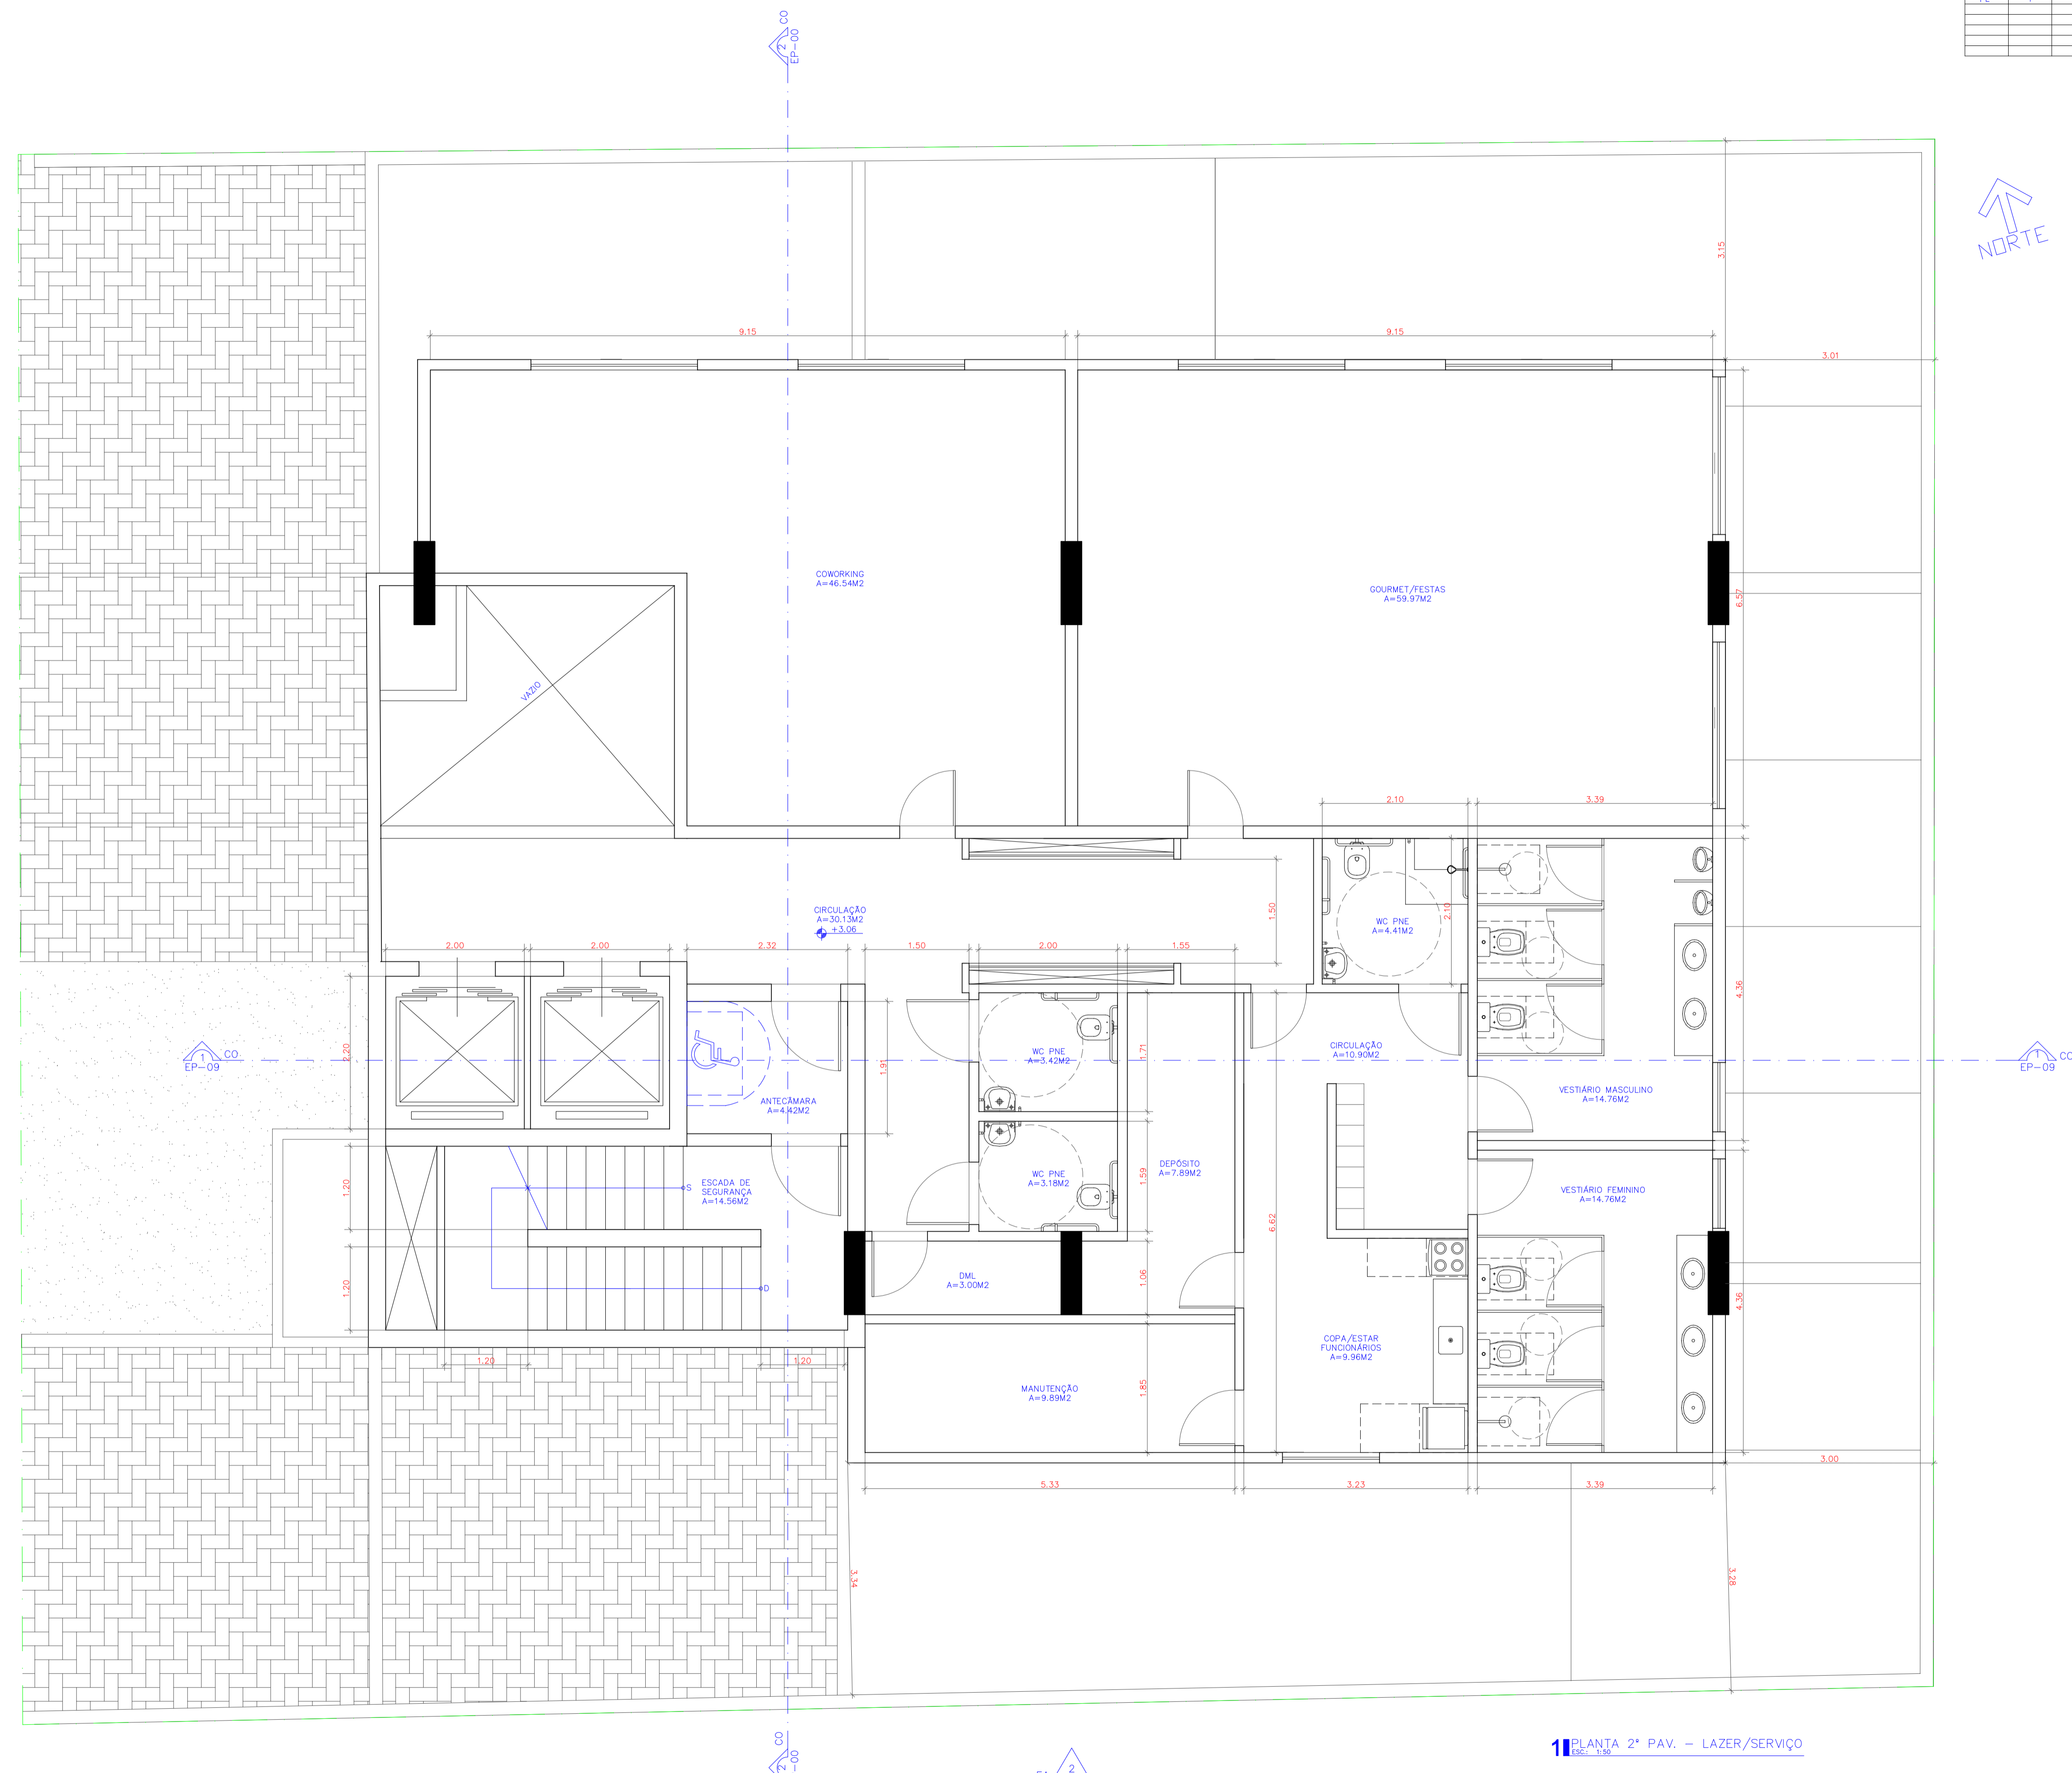 CO
2
EP-00
NORTE
3.15
9.15
9.15
3.01
COWORKING
A=46.54M2
GOURMET/FESTAS
A=59.97M2
6.57
VAZIO
2.10
3.39
CIRCULAÇÃO
A=30.13M2
+3.06
1.50
WC PNE
A=4.41M2
2.10
2.00
2.00
2.32
1.50
2.00
1.55
4.36
1
CO
EP-09
2.20
1.91
WC PNE
A=3.42M2
1.71
CIRCULAÇÃO
A=10.90M2
1
CO
EP-09
ANTECÂMARA
A=4.42M2
VESTIÁRIO MASCULINO
A=14.76M2
1.20
S
ESCADA DE
SEGURANÇA
A=14.56M2
WC PNE
A=3.18M2
1.59
DEPÓSITO
A=7.89M2
VESTIÁRIO FEMININO
A=14.76M2
6.62
1.20
D
DML
A=3.00M2
1.06
4.36
COPA/ESTAR
FUNCIONÁRIOS
A=9.96M2
1.20
1.20
MANUTENÇÃO
A=9.89M2
1.85
5.33
3.23
3.39
3.00
3.34
3.28
CO
2
-00
2
1
PLANTA 2º PAV. - LAZER/SERVIÇO
ESC.: 1:50